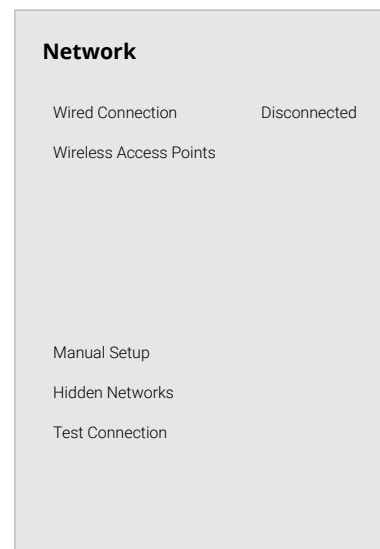 Network
Wired Connection Disconnected
Wireless Access Points
Manual Setup
Hidden Networks
Test Connection